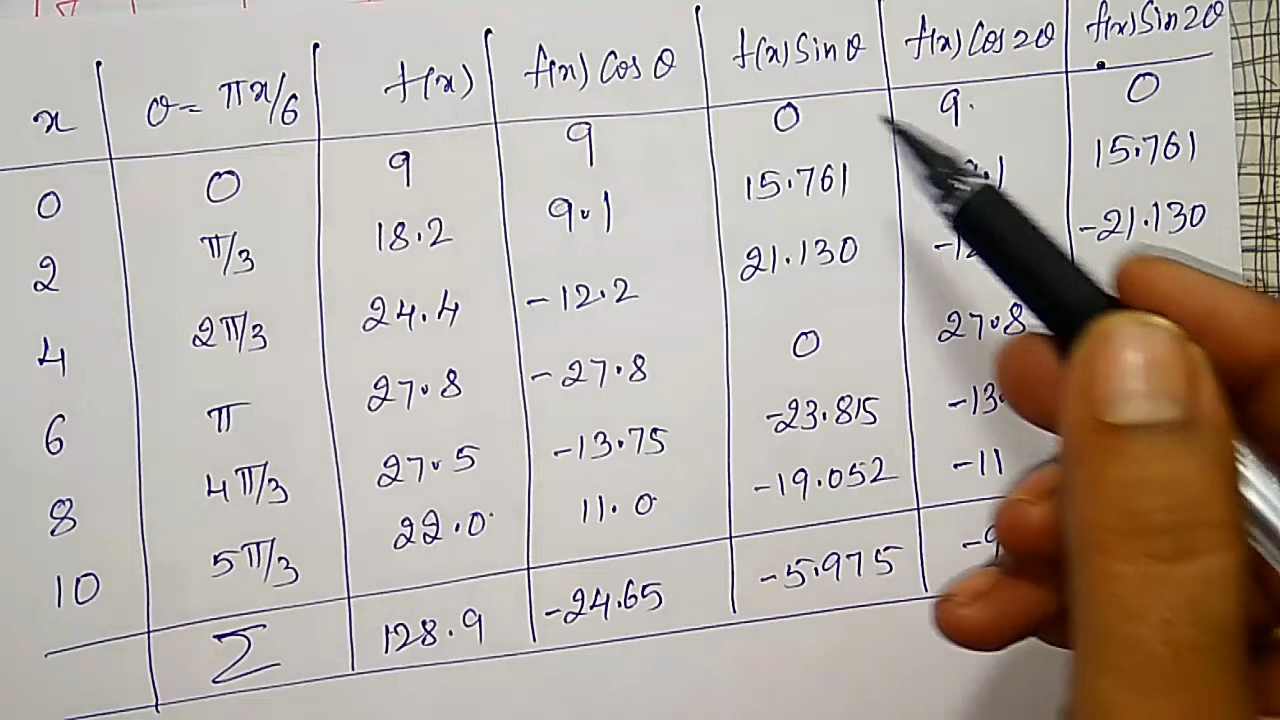 x θ = πx/6 f(x) f(x) Cos θ f(x) Sin θ f(x) Cos 2θ f(x) Sin 2θ
0 0 9 9 0 9. 0
2 π/3 18.2 9.1 15.761 15.761
4 2π/3 24.4 -12.2 21.130 -21.130
6 π 27.8 -27.8 0 27.8
8 4π/3 27.5 -13.75 -23.815
10 5π/3 22.0 11.0 -19.052 -11
Σ 128.9 -24.65 -5.975